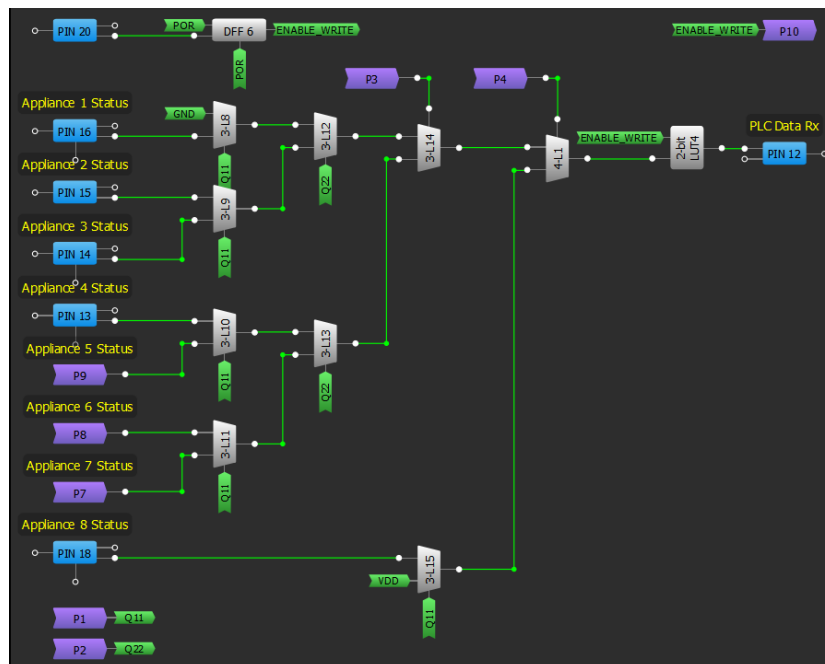 PIN 20
POR
DFF 6
ENABLE_WRITE
POR
ENABLE_WRITE
P10
P3
P4
Appliance 1 Status
GND
PIN 16
3-L8
Q11
3-L12
Q22
3-L14
4-L1
ENABLE_WRITE
2-bit
LUT4
PLC Data Rx
PIN 12
Appliance 2 Status
PIN 15
3-L9
Q11
Appliance 3 Status
PIN 14
Appliance 4 Status
PIN 13
3-L10
Q11
3-L13
Q22
Appliance 5 Status
P9
Appliance 6 Status
P8
3-L11
Q11
Appliance 7 Status
P7
Appliance 8 Status
PIN 18
VDD
3-L15
Q11
P1
Q11
P2
Q22